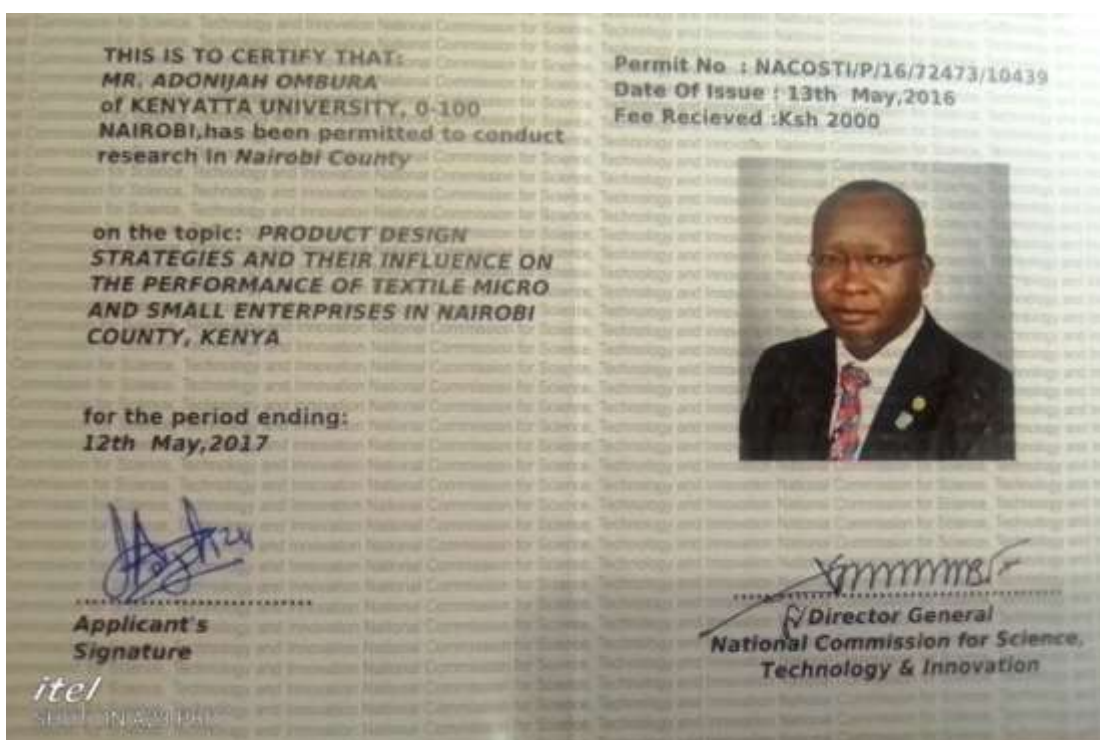 THIS IS TO CERTIFY THAT:
MR. ADONIJAH OMBURA
of KENYATTA UNIVERSITY, 0-100
NAIROBI,has been permitted to conduct
research in Nairobi County
on the topic: PRODUCT DESIGN
STRATEGIES AND THEIR INFLUENCE ON
THE PERFORMANCE OF TEXTILE MICRO
AND SMALL ENTERPRISES IN NAIROBI
COUNTY, KENYA
for the period ending:
12th May,2017
Applicant's
Signature
Permit No : NACOSTI/P/16/72473/10439
Date Of Issue : 13th May,2016
Fee Recieved :Ksh 2000
Director General
National Commission for Science,
Technology & Innovation
itel